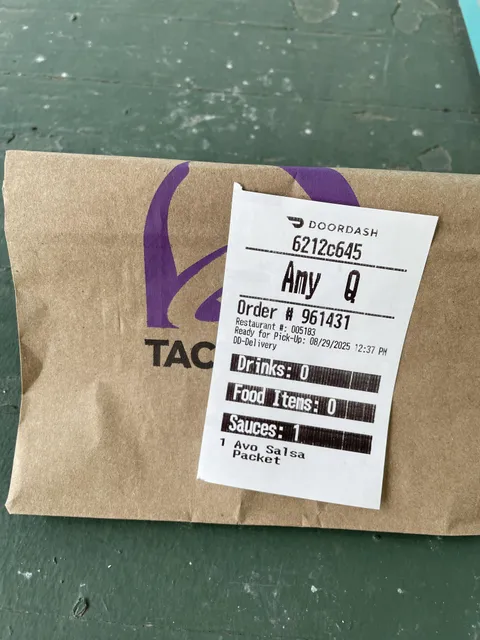 DOORDASH
6212c645
Amy Q
Order # 961431
Restaurant #: 005183
Ready for Pick-Up: 08/29/2025 12:37 PM
DD-Delivery
Drinks: 0
Food Items: 0
Sauces: 1
1 Avo Salsa
Packet
TAC